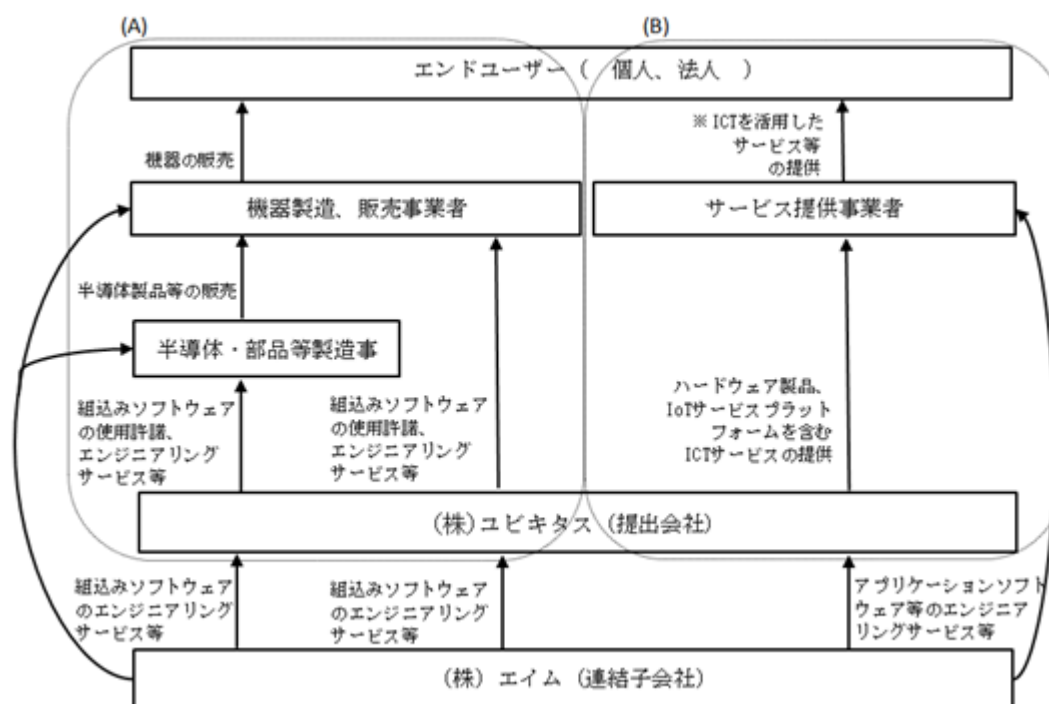 (A)
(B)
エンドユーザー（　個人、法人　）
機器の販売
※ICTを活用した
サービス等
の提供
機器製造、販売事業者
サービス提供事業者
半導体製品等の販売
半導体・部品等製造事
組込みソフトウェア
の使用許諾、
エンジニアリング
サービス等
組込みソフトウェア
の使用許諾、
エンジニアリング
サービス等
ハードウェア製品、
IoTサービスプラット
フォームを含む
ICTサービスの提供
(株)ユビキタス（提出会社）
組込みソフトウェア
のエンジニアリング
サービス等
組込みソフトウェア
のエンジニアリング
サービス等
アプリケーションソフト
ウェア等のエンジニア
リングサービス等
(株) エイム（連結子会社）